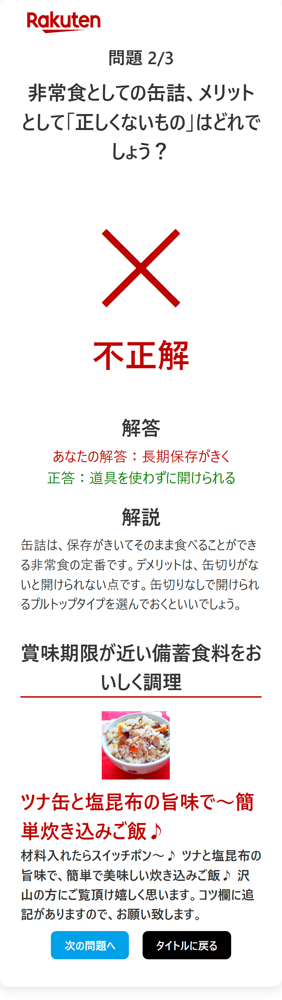 Rakuten
問題 2/3
非常食としての缶詰、メリット
として「正しくないもの」はどれで
しょう？
不正解
解答
あなたの解答：長期保存がきく
正答：道具を使わずに開けられる
解説
缶詰は、保存がきいてそのまま食べることができ
る非常食の定番です。デメリットは、缶切りがな
いと開けられない点です。缶切りなしで開けられ
るプルトップタイプを選んでおくといいでしょう。
賞味期限が近い備蓄食料をお
いしく調理
ツナ缶と塩昆布の旨味で～簡
単炊き込みご飯♪
材料入れたらスイッチポン～♪ ツナと塩昆布の
旨味で、簡単で美味しい炊き込みご飯♪ 沢
山の方にご覧頂け嬉しく思います。コツ欄に追
記がありますので、お願い致します。
次の問題へ
タイトルに戻る